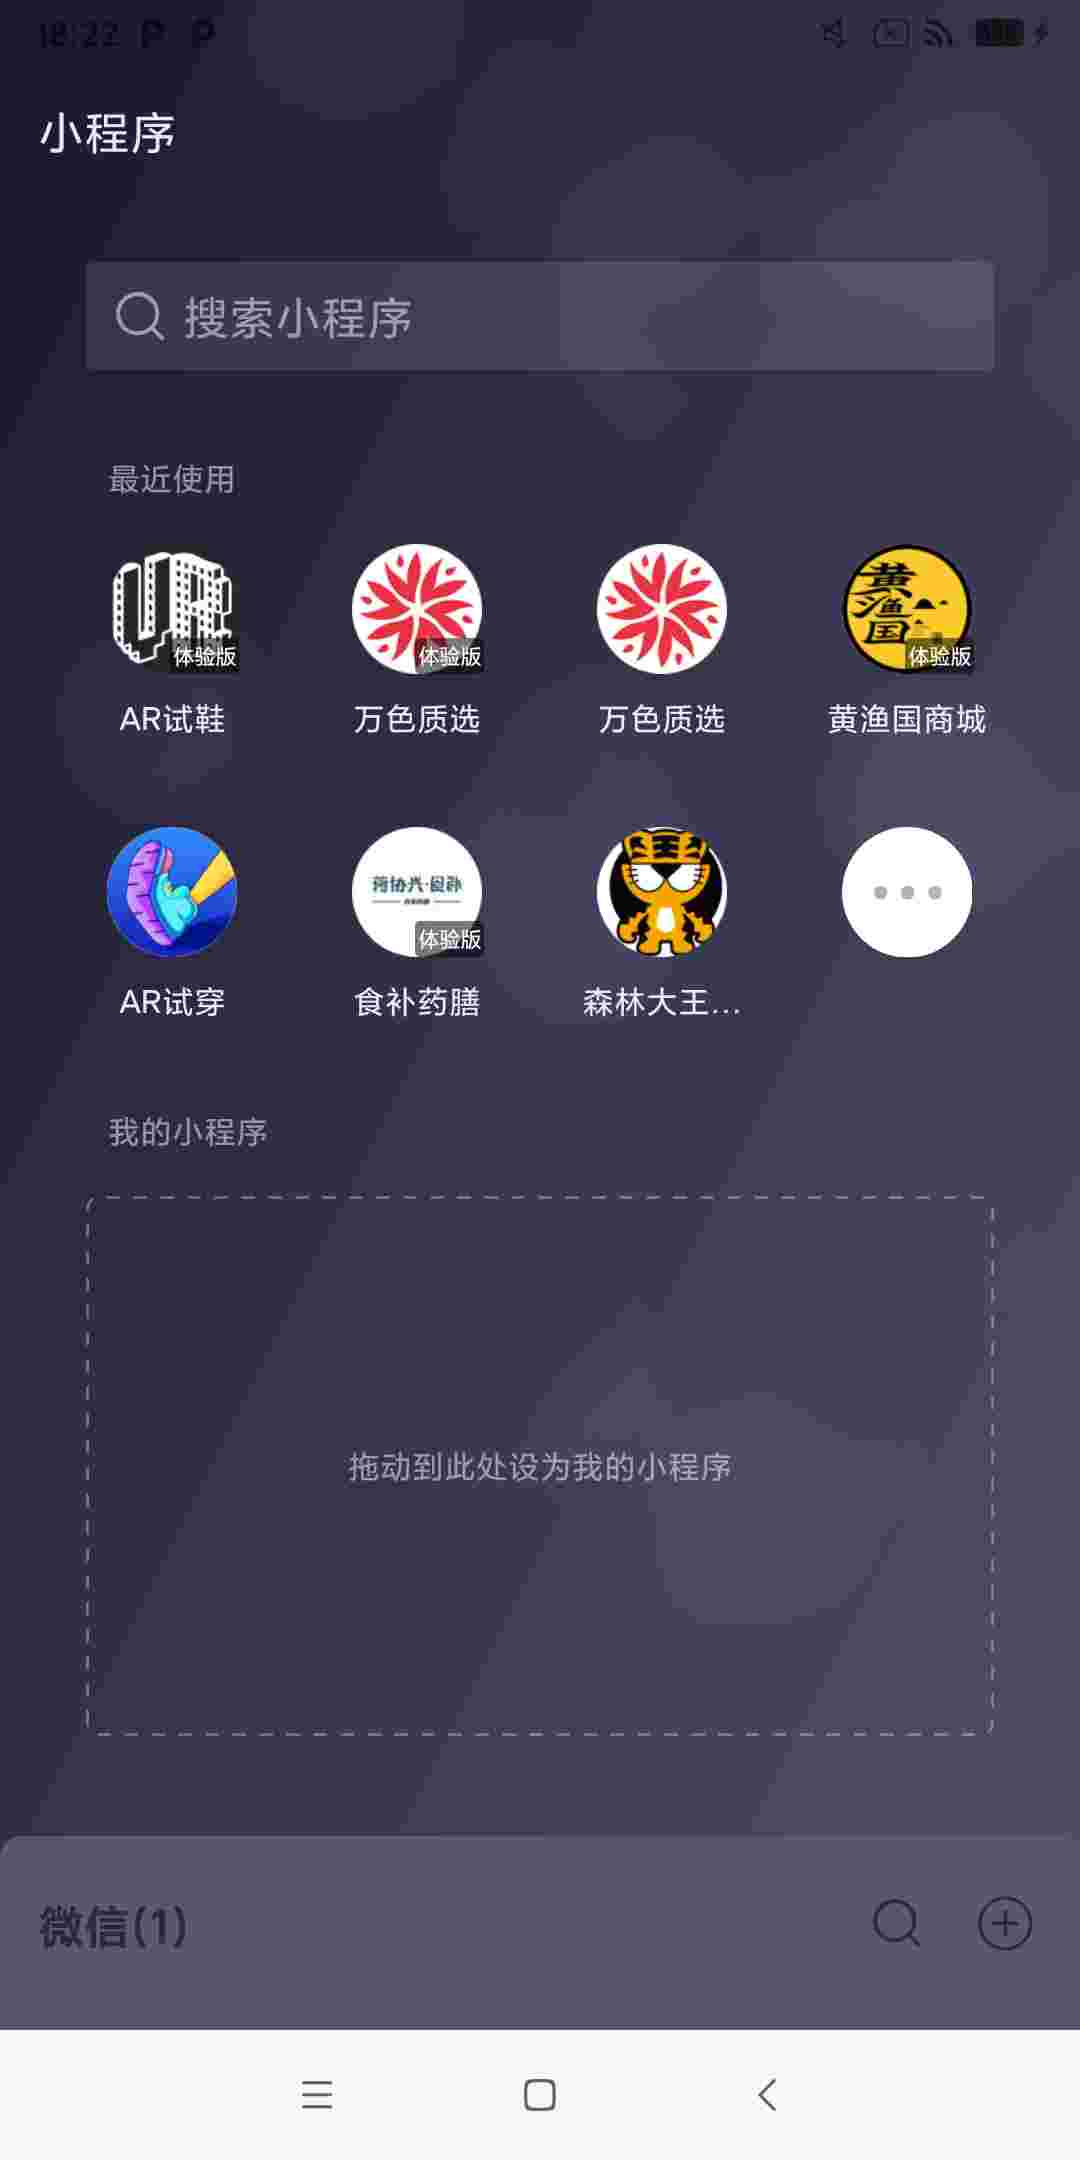 18:22
小程序
搜索小程序
最近使用
体验版
体验版
黄渔国
体验版
AR试鞋
万色质选
万色质选
黄渔国商城
体验版
AR试穿
食补药膳
森林大王...
我的小程序
拖动到此处设为我的小程序
微信(1)